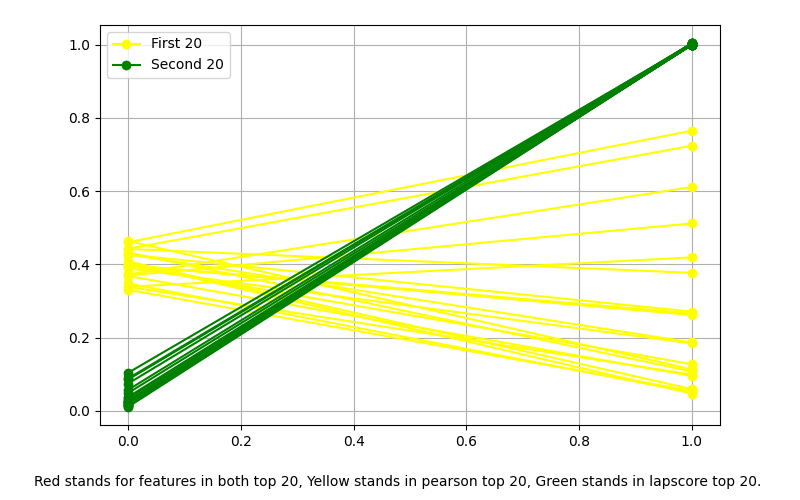 First 20
Second 20
1.0
0.8
0.6
0.4
0.2
0.0
0.0 0.2 0.4 0.6 0.8 1.0
Red stands for features in both top 20, Yellow stands in pearson top 20, Green stands in lapscore top 20.